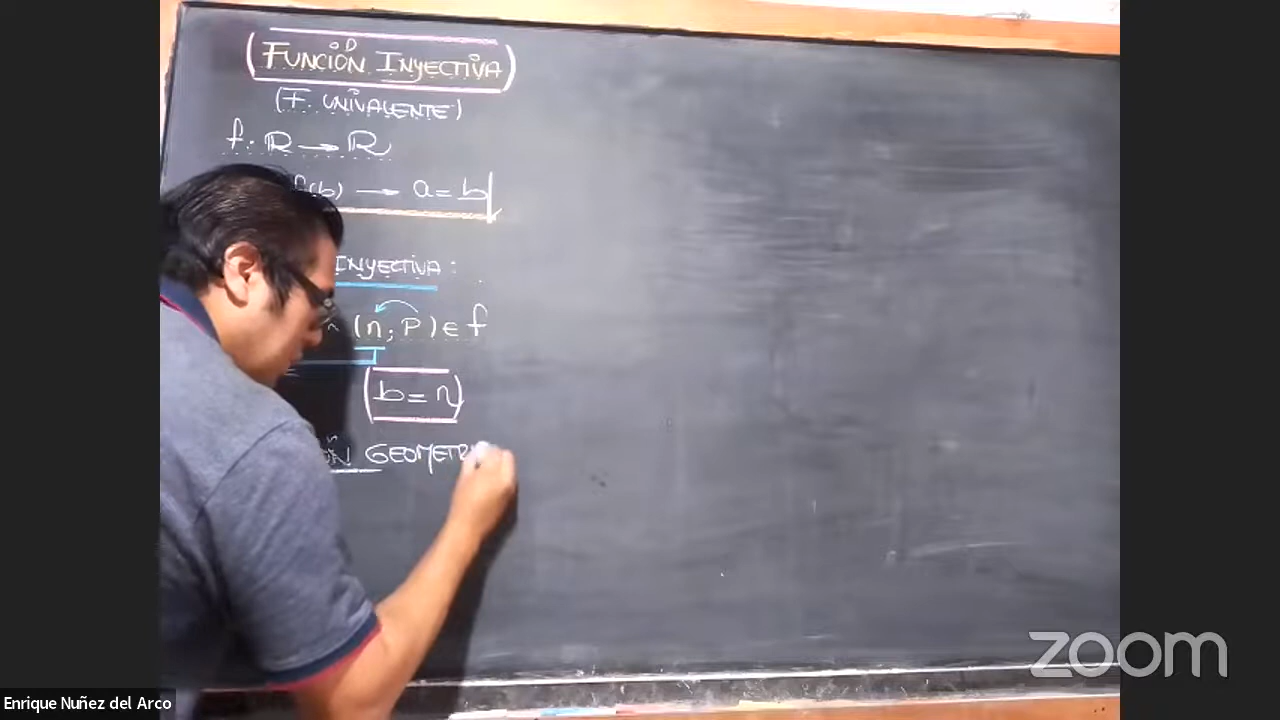 FUNCIÓN INYECTIVA
(F. UNIVALENTE)
f: ℝ → ℝ
f(b) → a = b
INYECTIVA:
(n; P) ∈ f
b = n
GEOMETR
zoom
Enrique Nuñez del Arco